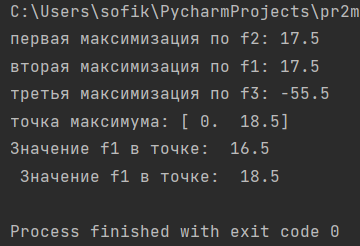 C:\Users\sofik\PycharmProjects\pr2m
первая максимизация по f2: 17.5
вторая максимизация по f1: 17.5
третья максимизация по f3: -55.5
точка максимума: [ 0.  18.5]
Значение f1 в точке:  16.5
 Значение f1 в точке:  18.5
Process finished with exit code 0